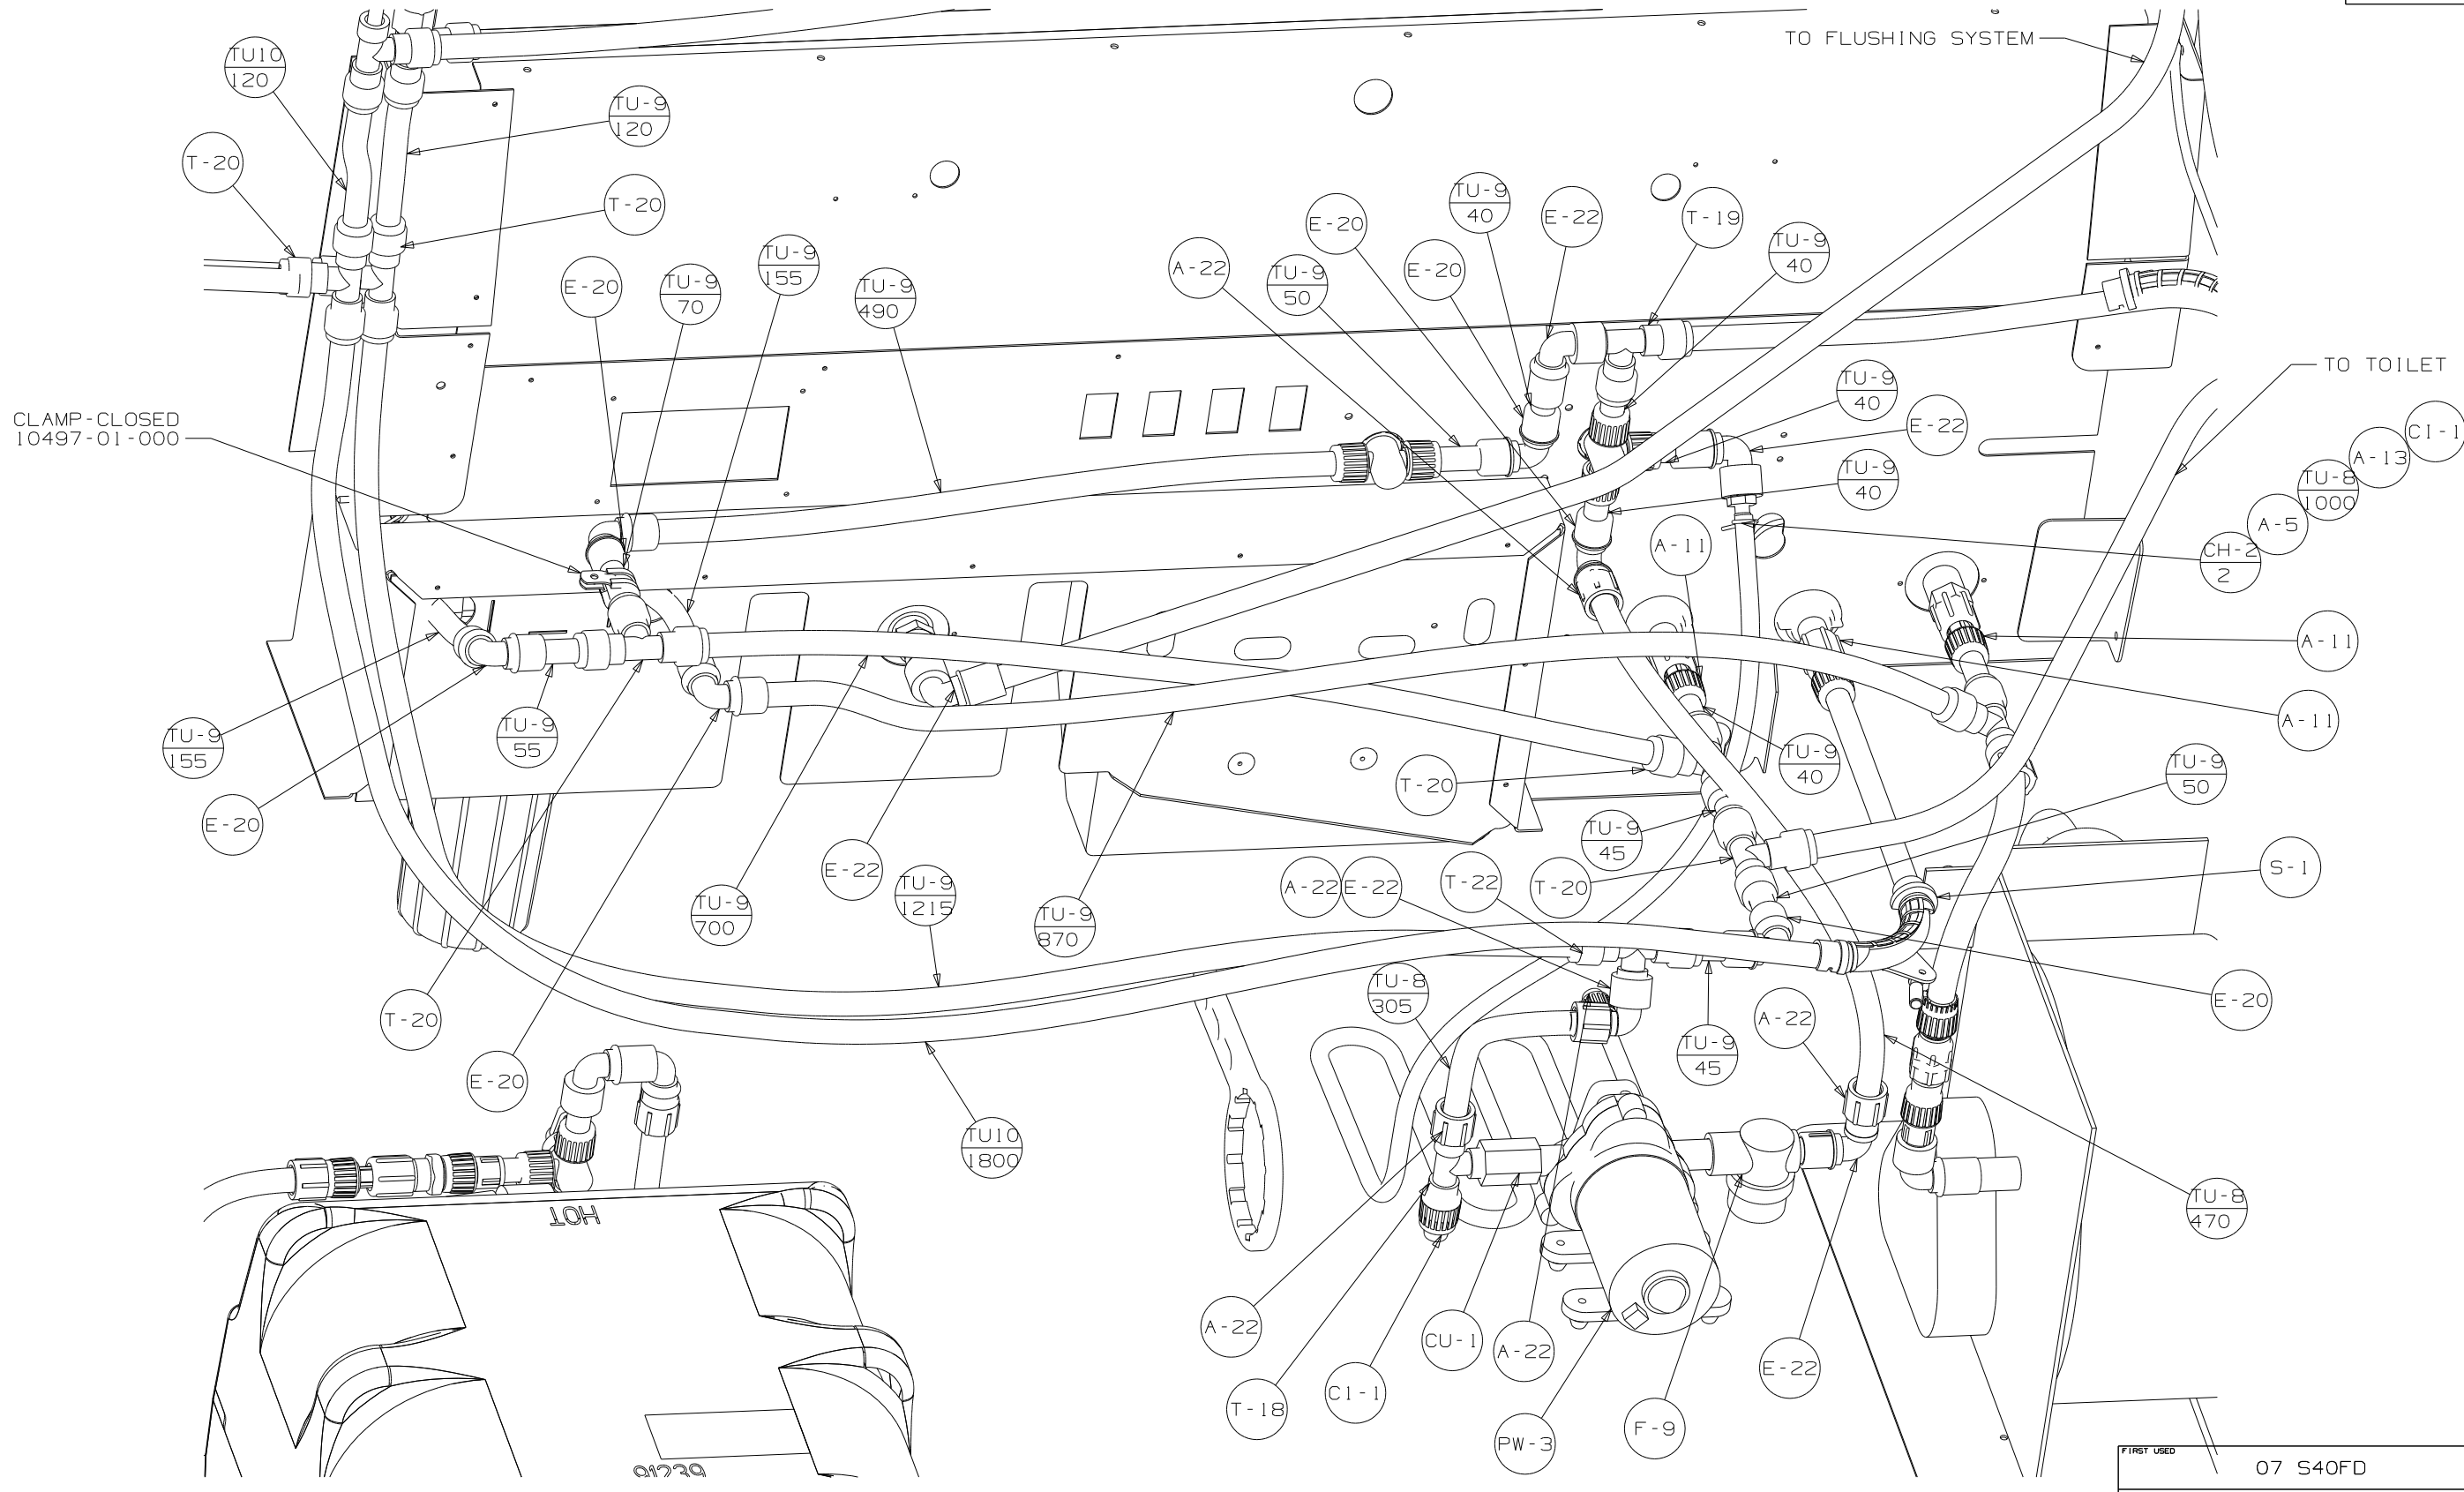 TO FLUSHING SYSTEM
TU10
120
TU-9
120
T-20
T-20
TU-9
40
E-22
T-19
E-20
TU-9
40
TU-9
155
E-20
TU-9
70
TU-9
490
A-22
TU-9
50
E-20
TO TOILET
TU-9
40
E-22
CI-1
A-13
TU-8
1000
A-5
CH-2
2
CLAMP-CLOSED
10497-01-000
TU-9
40
A-11
A-11
A-11
TU-9
155
TU-9
55
TU-9
40
TU-9
50
T-20
E-20
TU-9
45
E-22
A-22
E-22
T-22
T-20
S-1
TU-9
700
TU-9
1215
TU-9
870
TU-8
305
E-20
T-20
A-22
TU-9
45
E-20
TU10
1800
TU-8
470
HOT
A-22
CU-1
A-22
E-22
T-18
CI-1
F-9
PW-3
91239
FIRST USED
07 S40FD